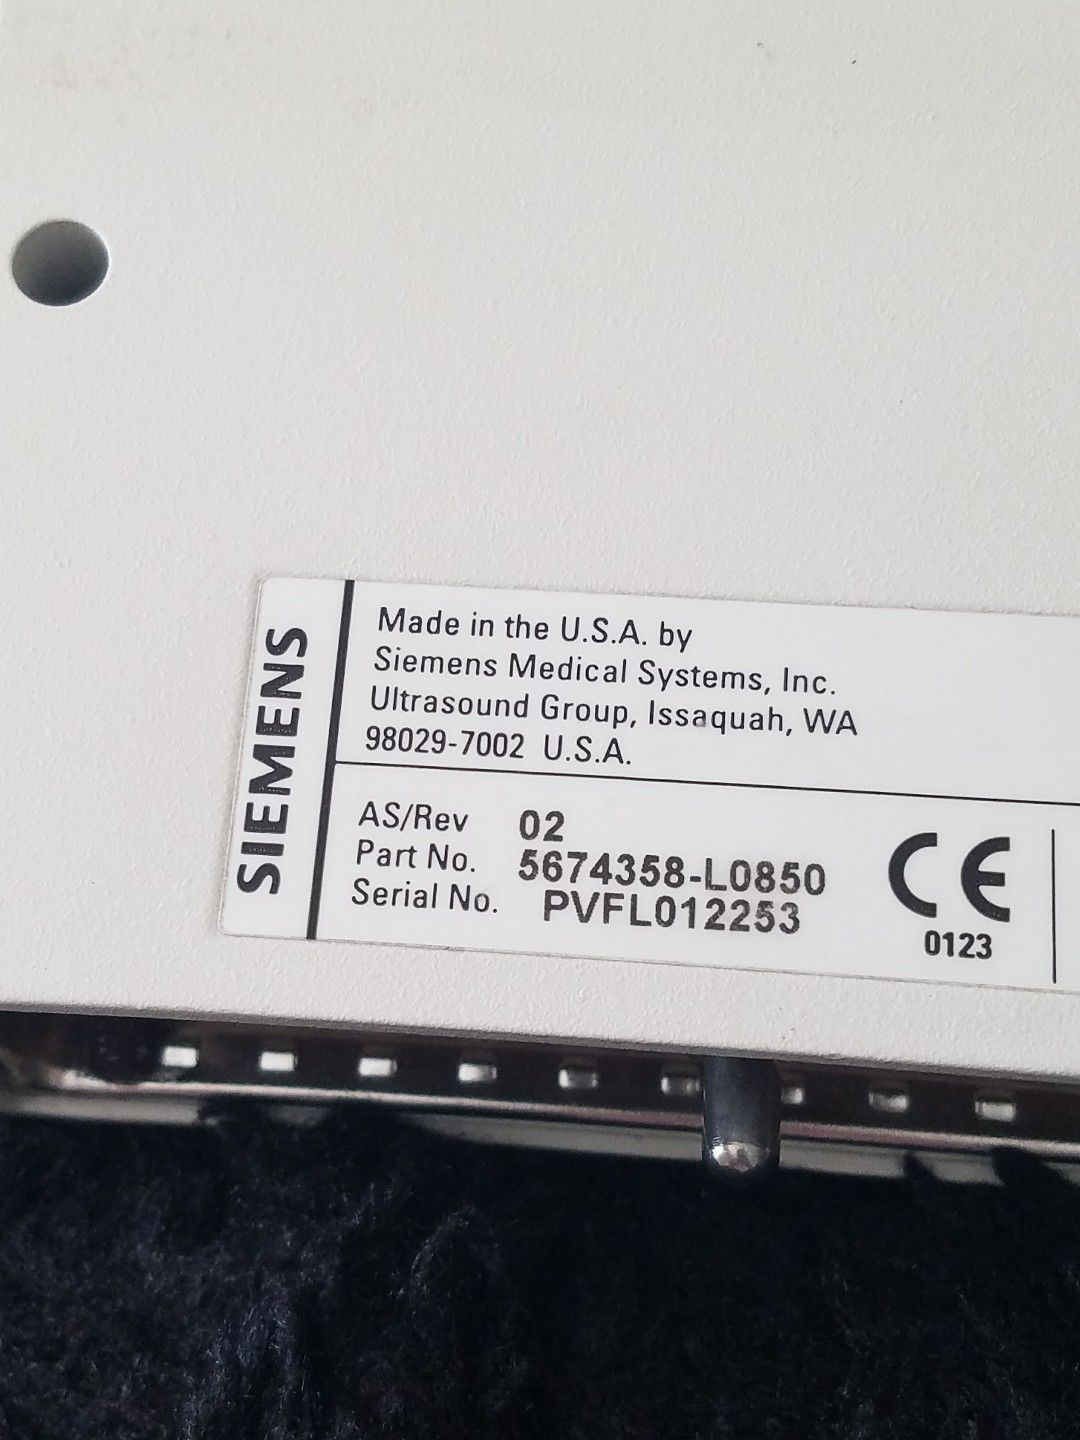 SIEMENS
Made in the U.S.A. by
Siemens Medical Systems, Inc.
Ultrasound Group, Issaquah, WA
98029-7002 U.S.A.
AS/Rev 02
Part No. 5674358-L0850
Serial No. PVFL012253
CE
0123